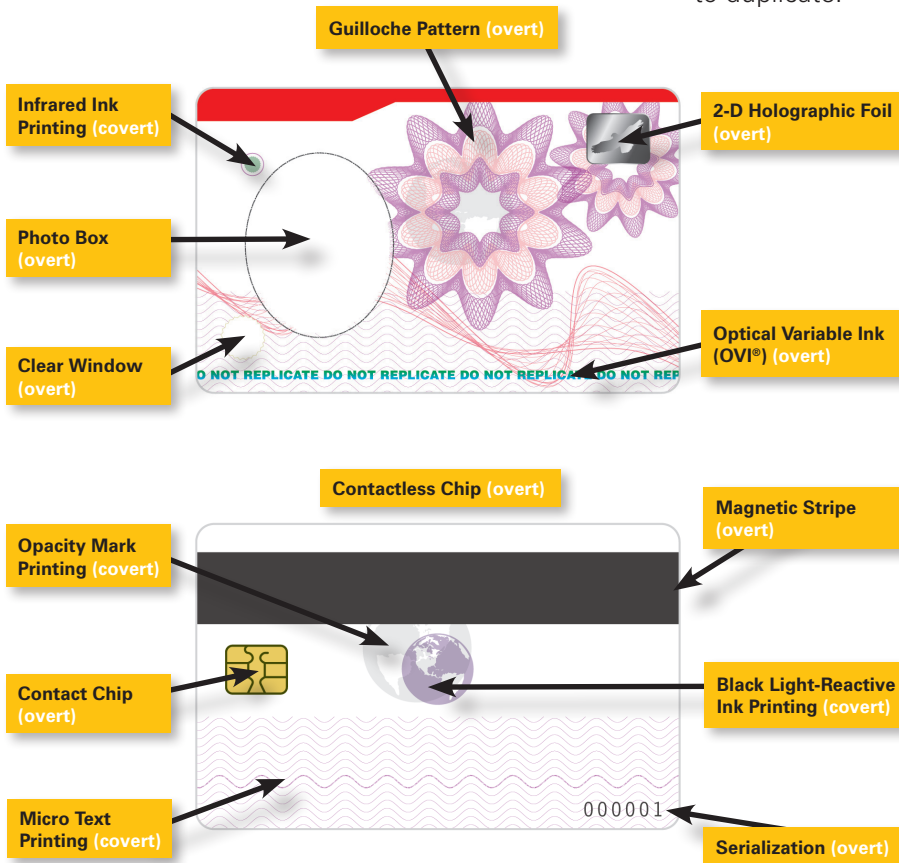 to duplicate.
Guilloche Pattern (overt)
Infrared Ink
Printing (covert)
2-D Holographic Foil
(overt)
Photo Box
(overt)
Optical Variable Ink
(OVI®) (overt)
Clear Window
(overt)
O NOT REPLICATE DO NOT REPLICATE DO NOT REPLICATE DO NOT REP
Contactless Chip (overt)
Magnetic Stripe
(overt)
Opacity Mark
Printing (covert)
Contact Chip
(overt)
Black Light-Reactive
Ink Printing (covert)
Micro Text
Printing (covert)
000001
Serialization (overt)